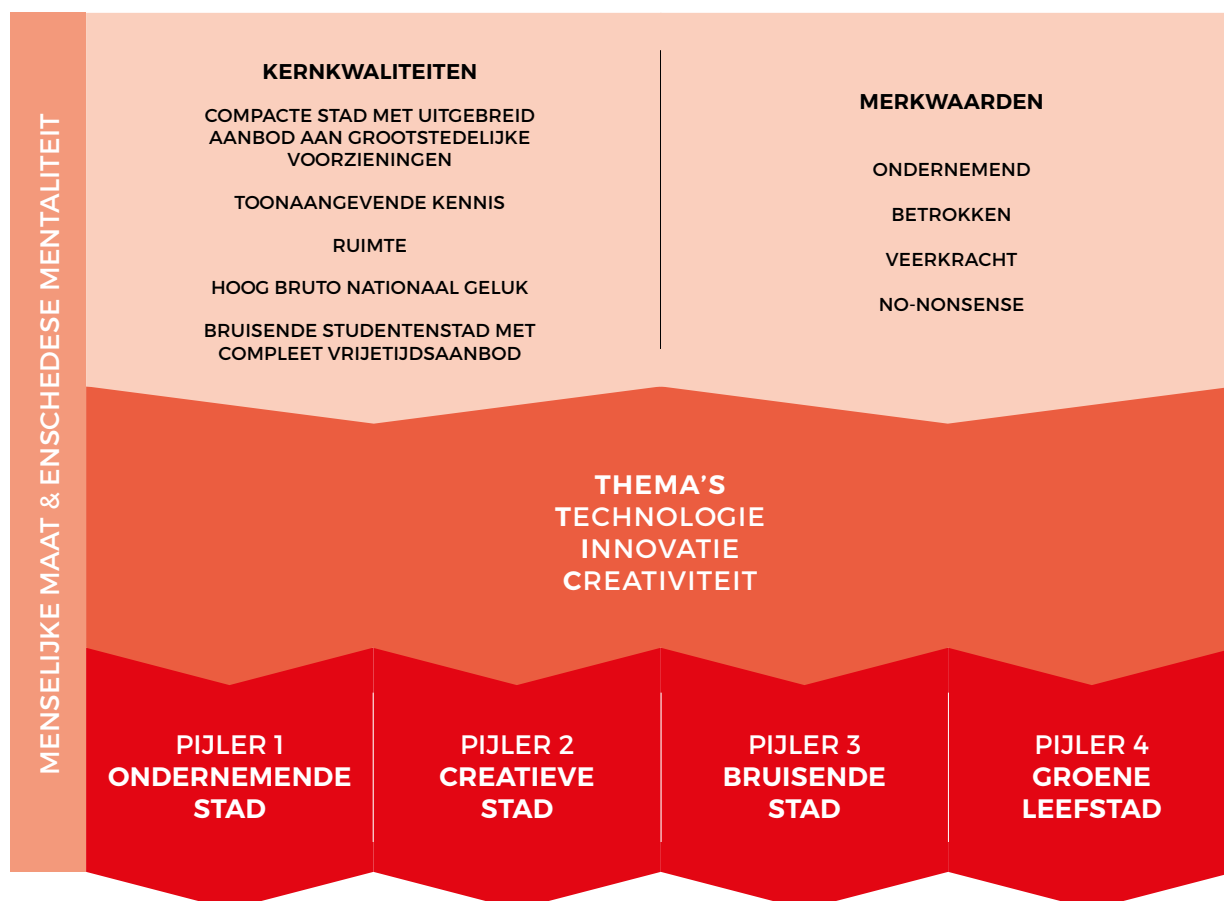 MENSELIJKE MAAT & ENSCHEDESE MENTALITEIT
KERNKWALITEITEN
COMPACTE STAD MET UITGEBREID
AANBOD AAN GROOTSTEDELIJKE
VOORZIENINGEN
TOONAANGEVENDE KENNIS
RUIMTE
HOOG BRUTO NATIONAAL GELUK
BRUISENDE STUDENTENSTAD MET
COMPLEET VRIJETIJDSAANBOD
MERKWAARDEN
ONDERNEMEND
BETROKKEN
VEERKRACHT
NO-NONSENSE
THEMA’S
TECHNOLOGIE
INNOVATIE
CREATIVITEIT
PIJLER 1
ONDERNEMENDE
STAD
PIJLER 2
CREATIEVE
STAD
PIJLER 3
BRUISENDE
STAD
PIJLER 4
GROENE
LEEFSTAD